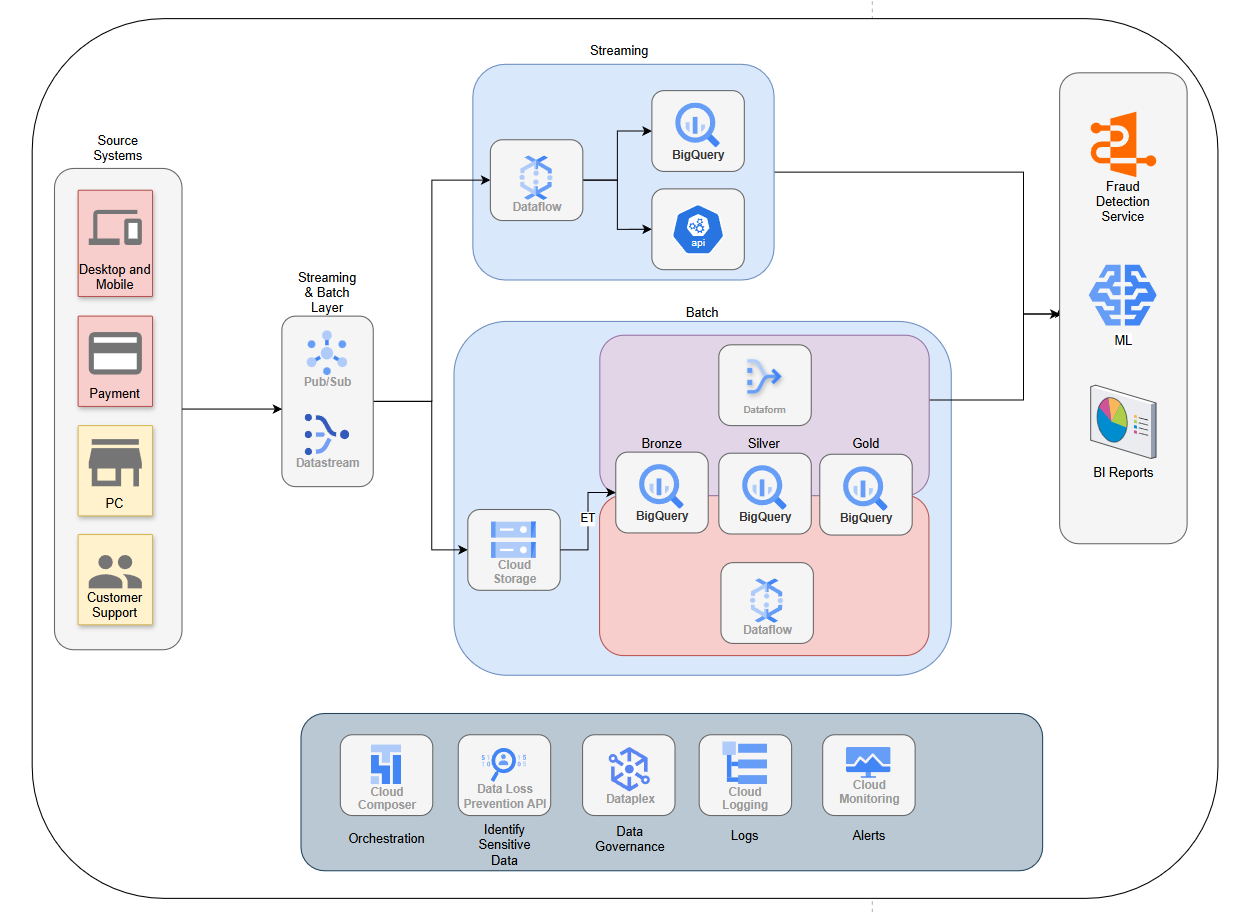 Streaming
Source
Systems
Desktop and
Mobile
Payment
PC
Customer
Support
Streaming
& Batch
Layer
Pub/Sub
Datastream
Dataflow
BigQuery
api
Batch
Dataform
Bronze
Silver
Gold
BigQuery
BigQuery
BigQuery
ET
Cloud
Storage
Dataflow
Fraud
Detection
Service
ML
BI Reports
Cloud
Composer
Orchestration
Data Loss
Prevention API
Identify
Sensitive
Data
Dataplex
Data
Governance
Cloud
Logging
Logs
Cloud
Monitoring
Alerts